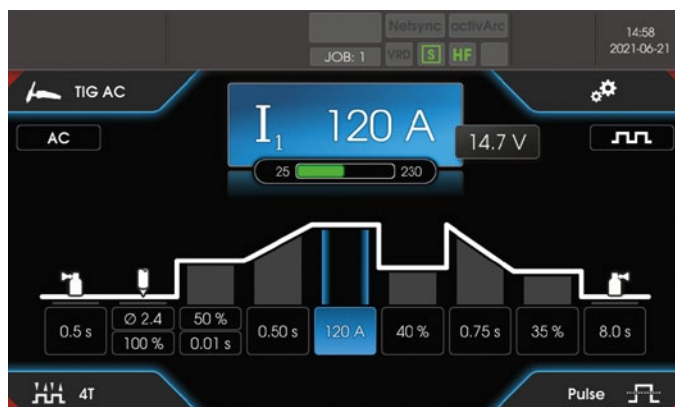 Netsync activArc
JOB: 1 VRD S HF
14:58
2021-06-21
TIG AC
AC
I1 120 A
14.7 V
25 230
0.5 s
Ø 2.4
100 %
50 %
0.01 s
0.50 s
120 A
40 %
0.75 s
35 %
8.0 s
4T
Pulse